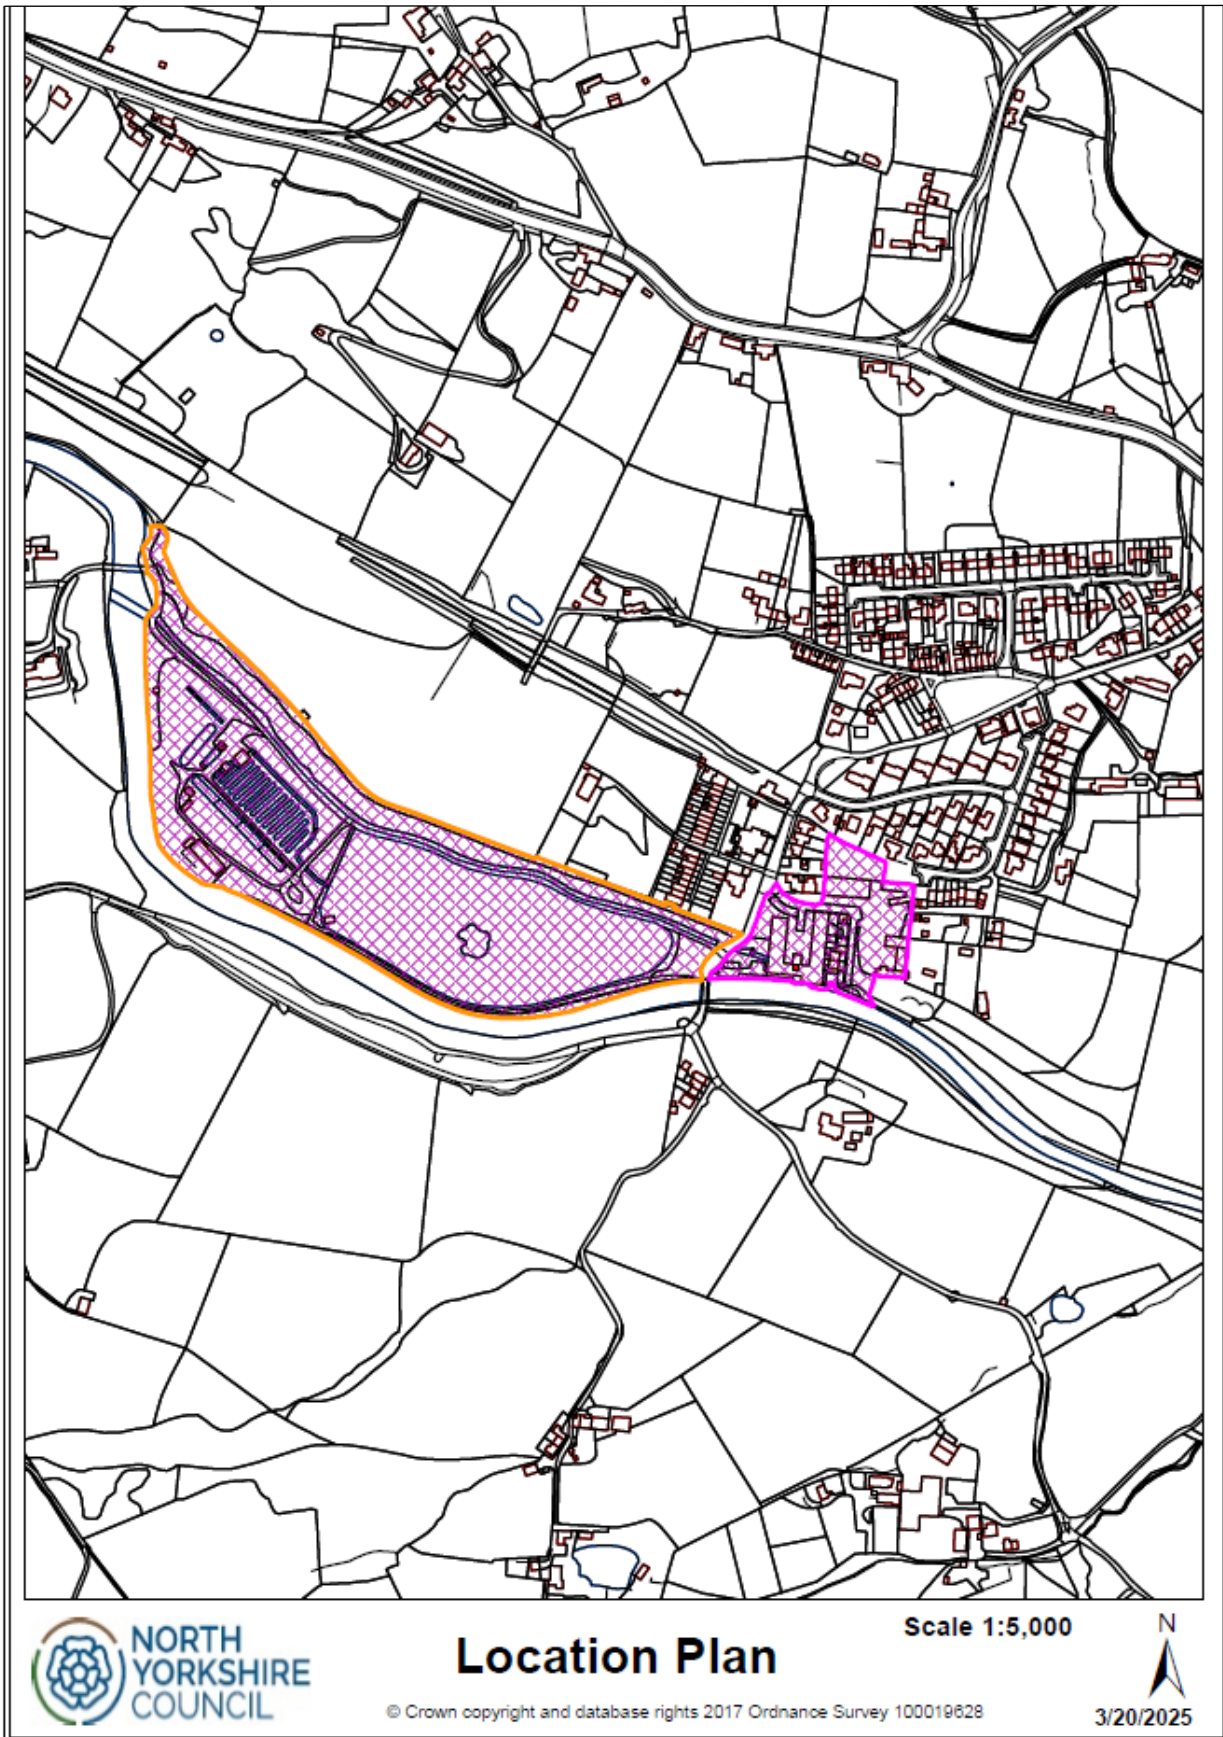 NORTH
YORKSHIRE
COUNCIL
Location Plan
Scale 1:5,000
N
© Crown copyright and database rights 2017 Ordnance Survey 100019628
3/20/2025